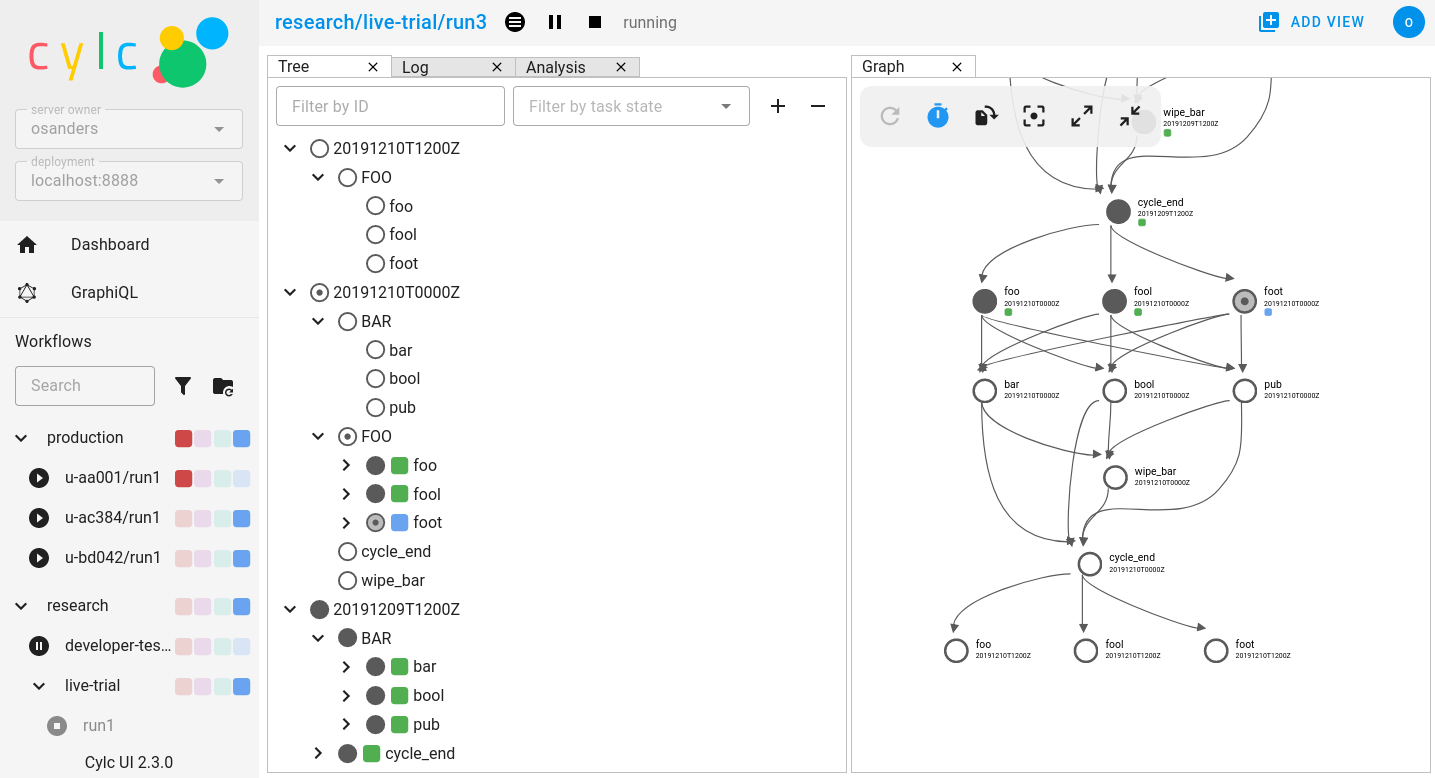 cylc
server owner
osanders
deployment
localhost:8888
Dashboard
GraphiQL
Workflows
Search
production
u-aa001/run1
u-ac384/run1
u-bd042/run1
research
developer-tes…
live-trial
run1
Cylc UI 2.3.0
research/live-trial/run3
running
ADD VIEW
o
Tree
Log
Analysis
Filter by ID
Filter by task state
20191210T1200Z
FOO
foo
fool
foot
20191210T0000Z
BAR
bar
bool
pub
FOO
foo
fool
foot
cycle_end
wipe_bar
20191209T1200Z
BAR
bar
bool
pub
cycle_end
Graph
wipe_bar
20191209T1200Z
cycle_end
20191209T1200Z
foo
20191210T0000Z
fool
20191210T0000Z
foot
20191210T0000Z
bar
20191210T0000Z
bool
20191210T0000Z
pub
20191210T0000Z
wipe_bar
20191210T0000Z
cycle_end
20191210T0000Z
foo
20191210T1200Z
fool
20191210T1200Z
foot
20191210T1200Z